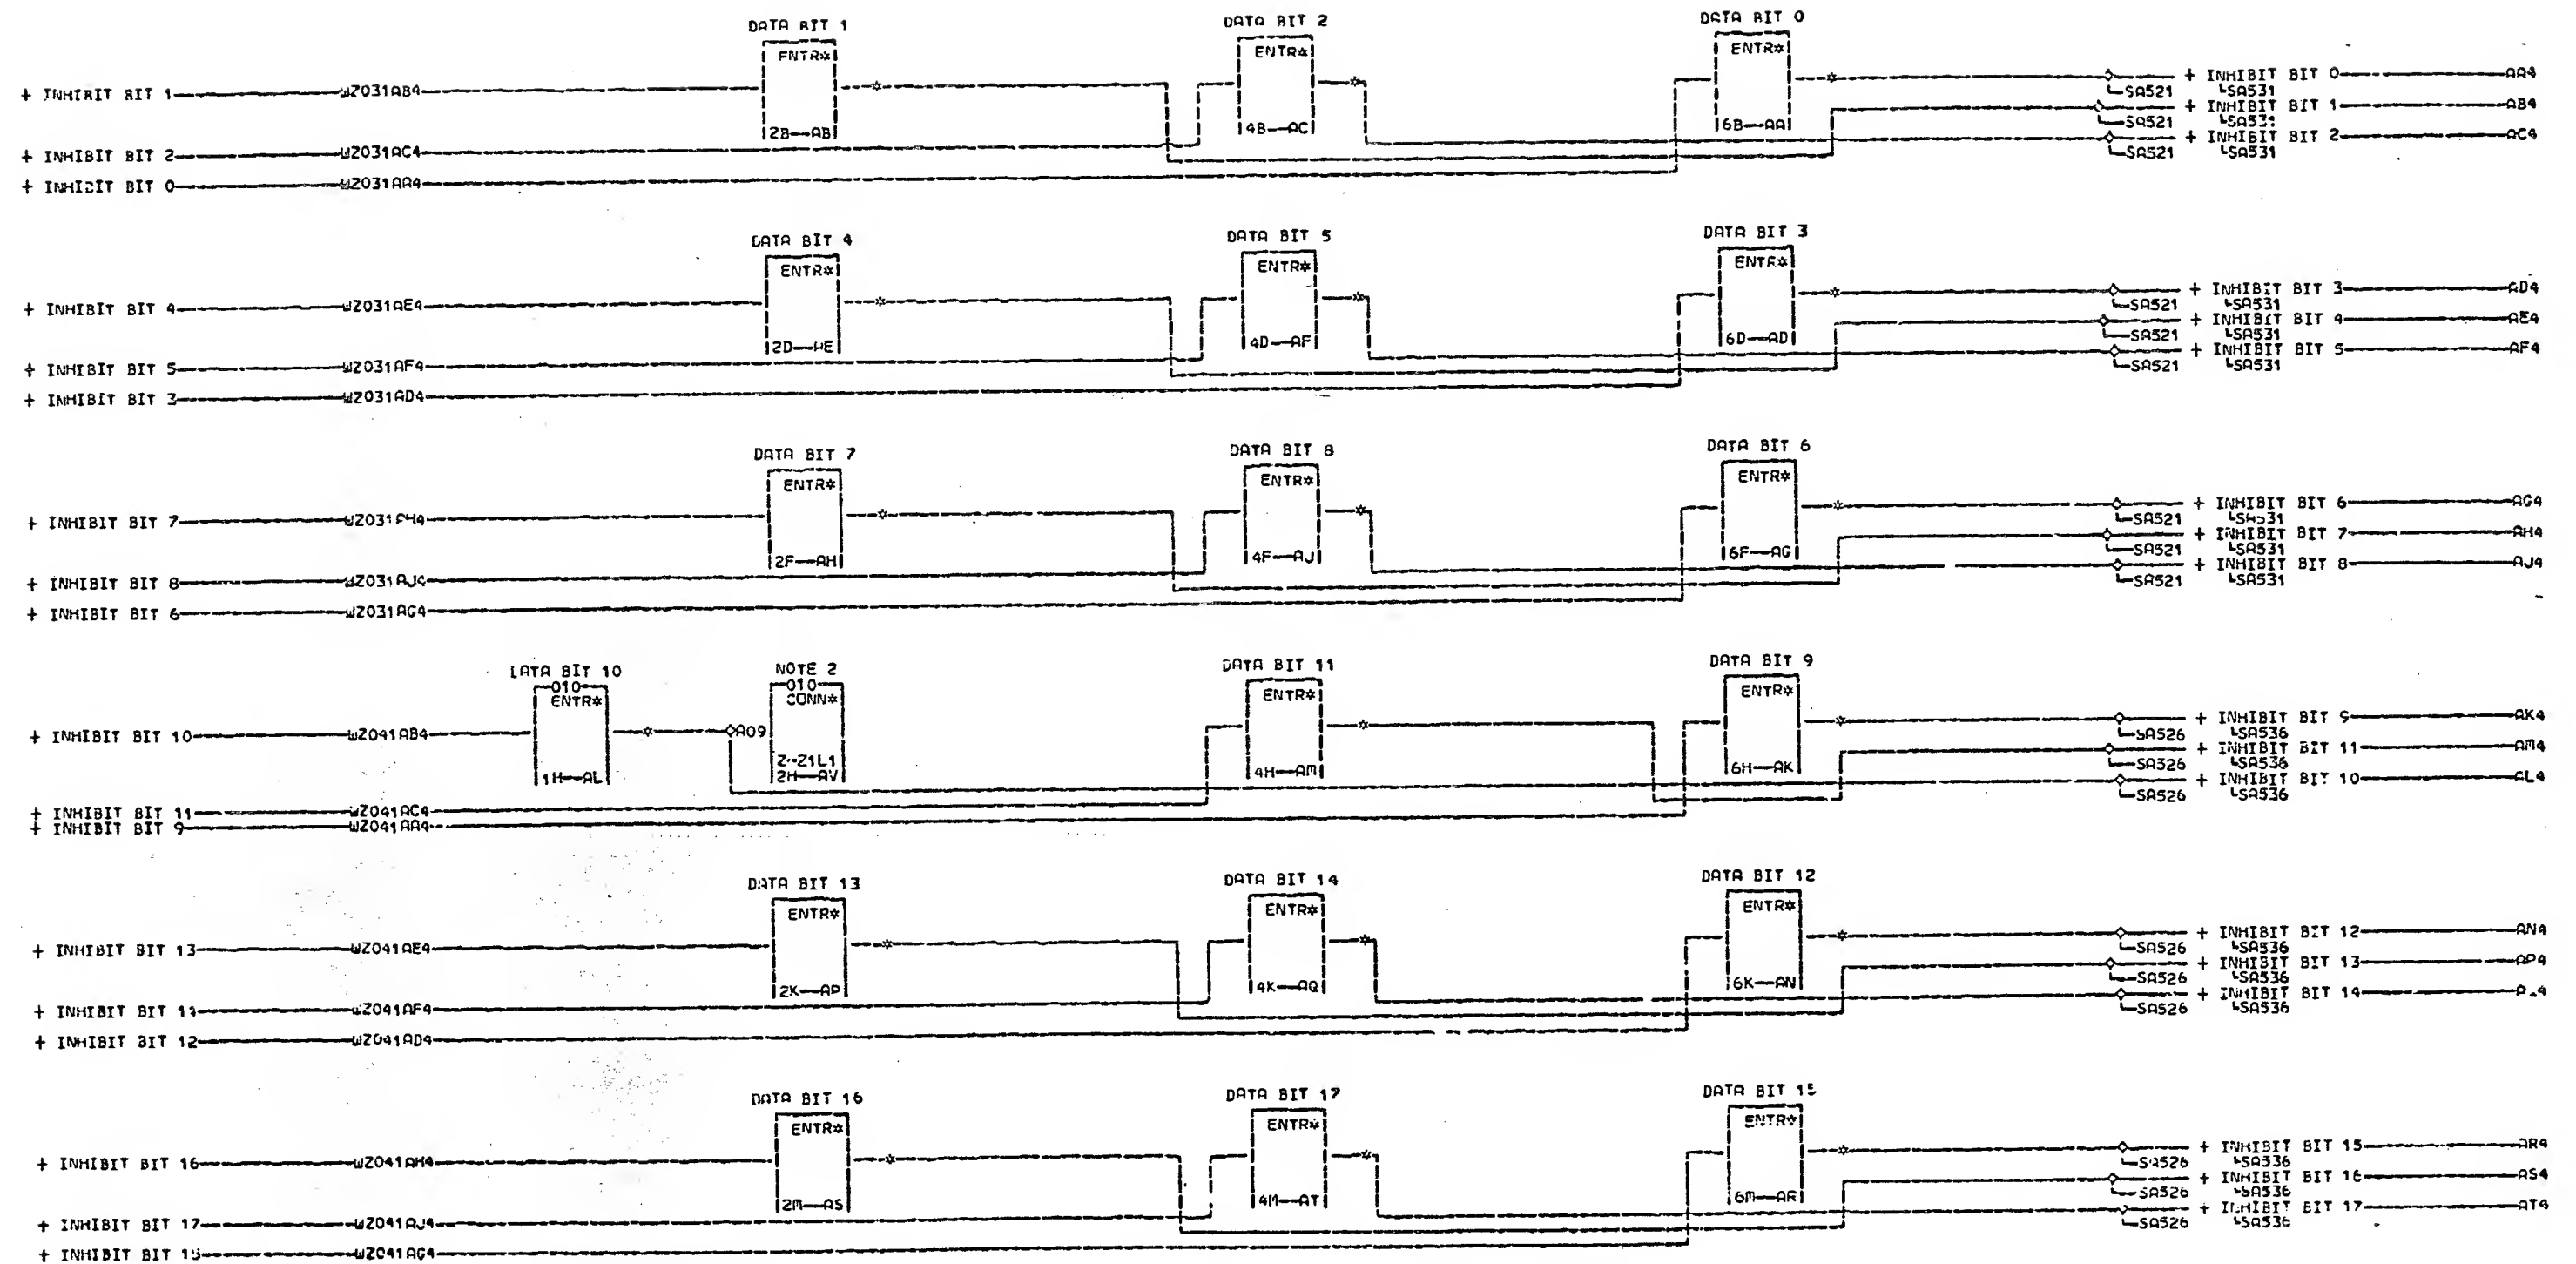 DATA BIT 1 DATA BIT 2 DATA BIT 0
ENTR* ENTR* ENTR*
+ INHIBIT BIT 1 WZ031AB4 + INHIBIT BIT 0 AA4
SA521 SA531
+ INHIBIT BIT 1 AB4
2B AB 4B AC 6B AA SA521 SA531
+ INHIBIT BIT 2 WZ031AC4 + INHIBIT BIT 2 AC4
SA521 SA531
+ INHIBIT BIT 0 WZ031AA4
DATA BIT 4 DATA BIT 5 DATA BIT 3
ENTR* ENTR* ENTR*
+ INHIBIT BIT 4 WZ031AE4 + INHIBIT BIT 3 AD4
SA521 SA531
+ INHIBIT BIT 4 AE4
2D 4D AF 6D AD SA521 SA531
+ INHIBIT BIT 5 WZ031AF4 + INHIBIT BIT 5 AF4
SA521 SA531
+ INHIBIT BIT 3 WZ031AD4
DATA BIT 7 DATA BIT 8 DATA BIT 6
ENTR* ENTR* ENTR*
+ INHIBIT BIT 7 WZ031AH4 + INHIBIT BIT 6 AG4
SA521 SA531
+ INHIBIT BIT 7 AH4
2F AH 4F AJ 6F AG SA521 SA531
+ INHIBIT BIT 8 WZ031AJ4 + INHIBIT BIT 8 AJ4
SA521 SA531
+ INHIBIT BIT 6 WZ031AG4
DATA BIT 10 NOTE 2 DATA BIT 11 DATA BIT 9
010 010
ENTR* CONN* ENTR* ENTR*
+ INHIBIT BIT 10 WZ041AB4 A09 + INHIBIT BIT 9 AK4
SA526 SA536
+ INHIBIT BIT 11 AM4
Z-Z1L1 SA536
1H AL 2H AV 4H AM 6H AK + INHIBIT BIT 10 AL4
SA526 SA536
+ INHIBIT BIT 11 WZ041AC4
+ INHIBIT BIT 9 WZ041AA4
DATA BIT 13 DATA BIT 14 DATA BIT 12
ENTR* ENTR* ENTR*
+ INHIBIT BIT 13 WZ041AE4 + INHIBIT BIT 12 AN4
SA526 SA536
+ INHIBIT BIT 13 AP4
2K AP 4K AQ 6K AN SA526 SA536
+ INHIBIT BIT WZ041AF4 + INHIBIT BIT 14
SA526 SA536
+ INHIBIT BIT 12 WZ041AD4
DATA BIT 16 DATA BIT 17 DATA BIT 15
ENTR* ENTR* ENTR*
+ INHIBIT BIT 16 WZ041AH4 + INHIBIT BIT 15 AR4
SA526 SA536
+ INHIBIT BIT 16 AS4
2M AS 4M AT 6M AR SA526 SA536
+ INHIBIT BIT 17 WZ041AJ4 + INHIBIT BIT 17 AT4
SA526 SA536
+ INHIBIT BIT 15 WZ041AG4